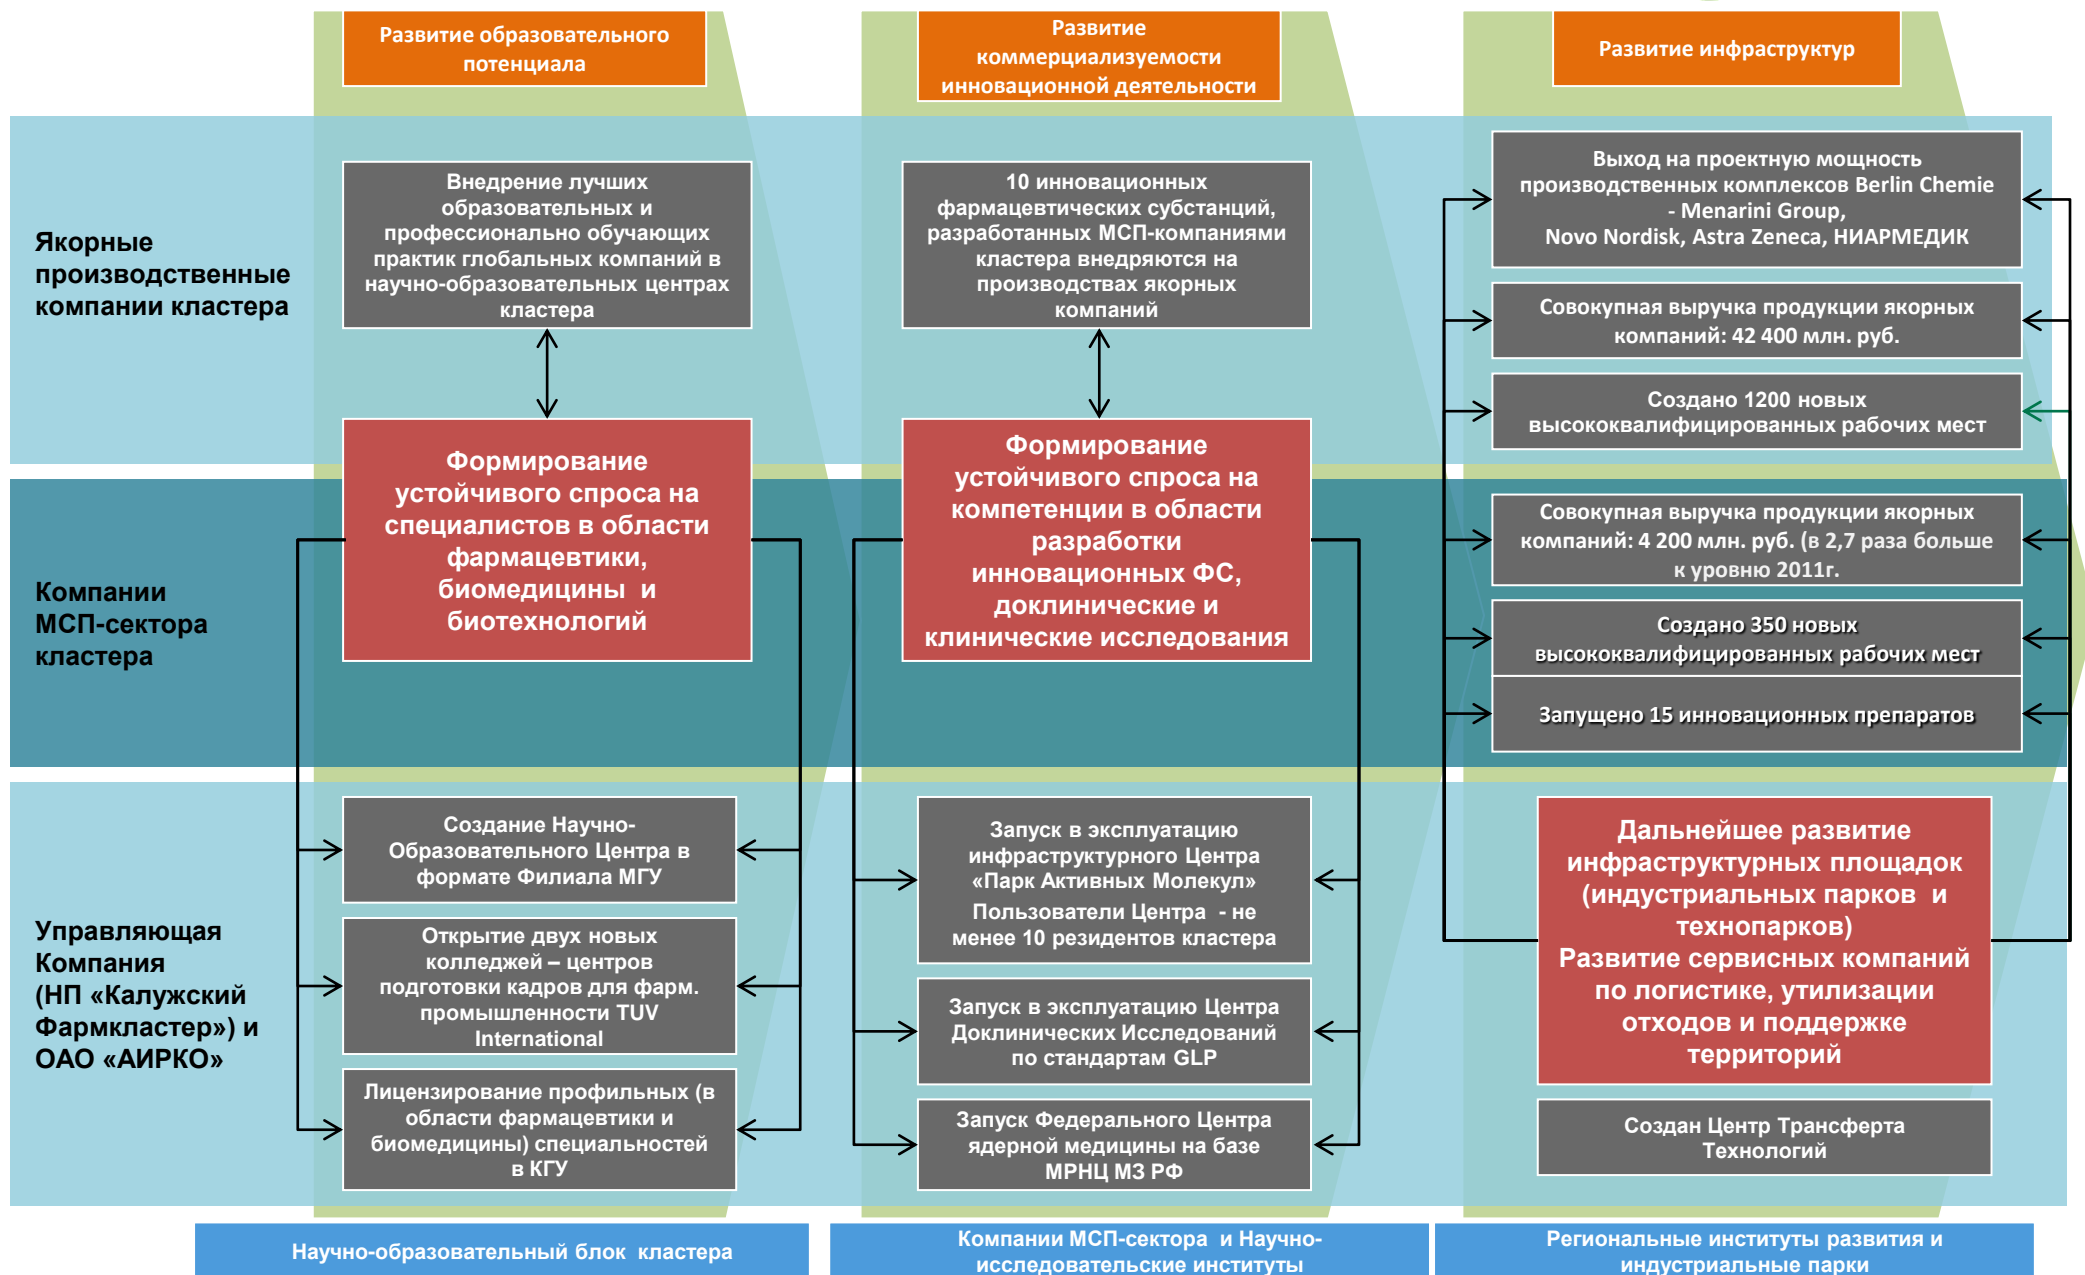 Развитие образовательного
потенциала
Развитие
коммерциализуемости
инновационной деятельности
Развитие инфраструктур
Якорные
производственные
компании кластера
Внедрение лучших
образовательных и
профессионально обучающих
практик глобальных компаний в
научно-образовательных центрах
кластера
10 инновационных
фармацевтических субстанций,
разработанных МСП-компаниями
кластера внедряются на
производствах якорных
компаний
Выход на проектную мощность
производственных комплексов Berlin Chemie
- Menarini Group,
Novo Nordisk, Astra Zeneca, НИАРМЕДИК
Совокупная выручка продукции якорных
компаний: 42 400 млн. руб.
Создано 1200 новых
высококвалифицированных рабочих мест
Компании
МСП-сектора
кластера
Формирование
устойчивого спроса на
специалистов в области
фармацевтики,
биомедицины и
биотехнологий
Формирование
устойчивого спроса на
компетенции в области
разработки
инновационных ФС,
доклинические и
клинические исследования
Совокупная выручка продукции якорных
компаний: 4 200 млн. руб. (в 2,7 раза больше
к уровню 2011г.
Создано 350 новых
высококвалифицированных рабочих мест
Запущено 15 инновационных препаратов
Управляющая
Компания
(НП «Калужский
Фармкластер») и
ОАО «АИРКО»
Создание Научно-
Образовательного Центра в
формате Филиала МГУ
Открытие двух новых
колледжей – центров
подготовки кадров для фарм.
промышленности TUV
International
Лицензирование профильных (в
области фармацевтики и
биомедицины) специальностей
в КГУ
Запуск в эксплуатацию
инфраструктурного Центра
«Парк Активных Молекул»
Пользователи Центра - не
менее 10 резидентов кластера
Запуск в эксплуатацию Центра
Доклинических Исследований
по стандартам GLP
Запуск Федерального Центра
ядерной медицины на базе
МРНЦ МЗ РФ
Дальнейшее развитие
инфраструктурных площадок
(индустриальных парков и
технопарков)
Развитие сервисных компаний
по логистике, утилизации
отходов и поддержке
территорий
Создан Центр Трансферта
Технологий
Научно-образовательный блок кластера
Компании МСП-сектора и Научно-
исследовательские институты
Региональные институты развития и
индустриальные парки